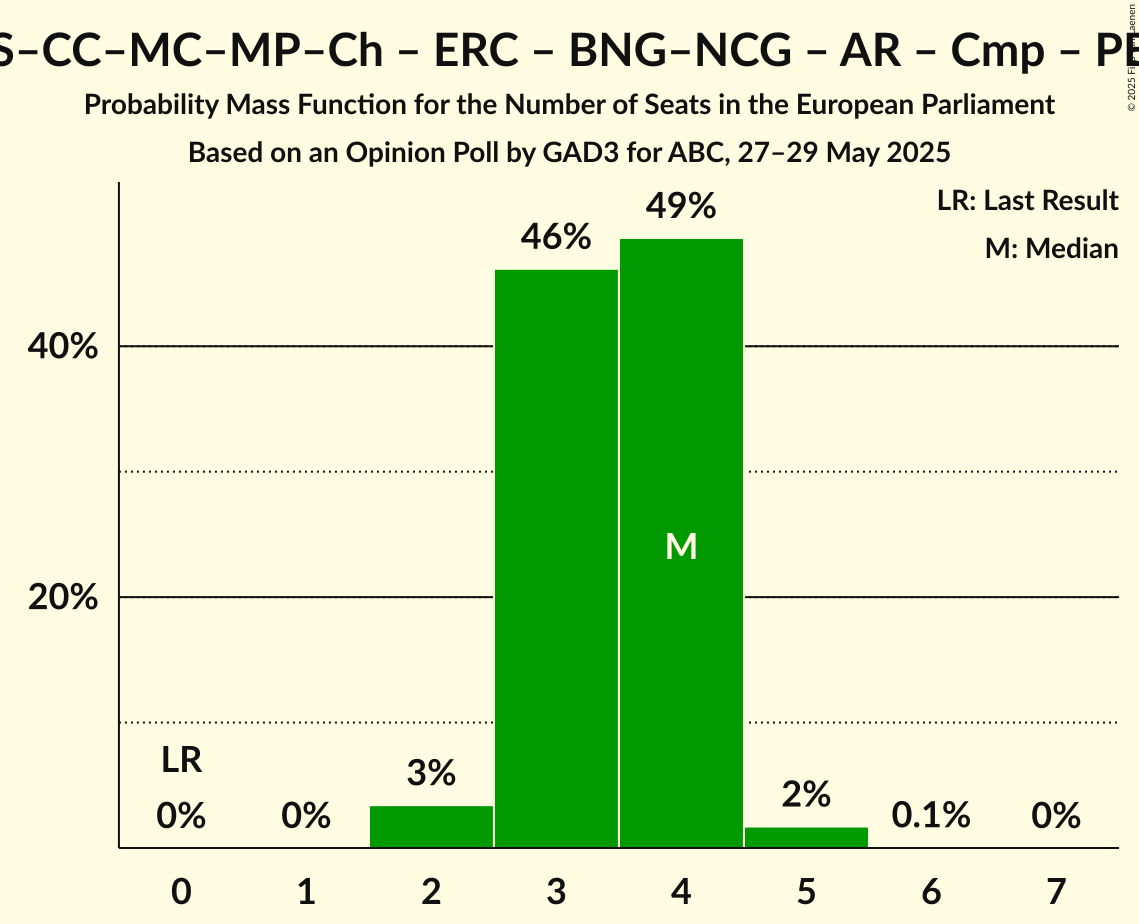 S–CC–MC–MP–Ch – ERC – BNG–NCG – AR – Cmp –
Probability Mass Function for the Number of Seats in the European Parliament
Based on an Opinion Poll by GAD3 for ABC, 27–29 May 2025
© 2025
LR: Last Result
M: Median
49%
46%
40%
M
20%
LR
3%
2%
0% 0% 0.1% 0%
0 1 2 3 4 5 6 7